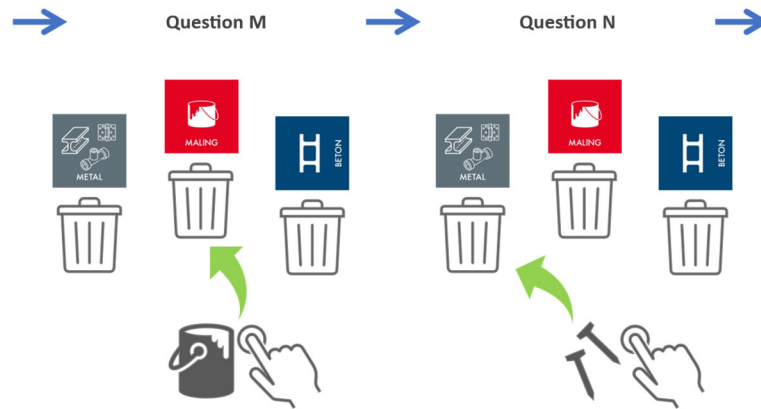 Question M
Question N
METAL
MALING
BETON
METAL
MALING
BETON